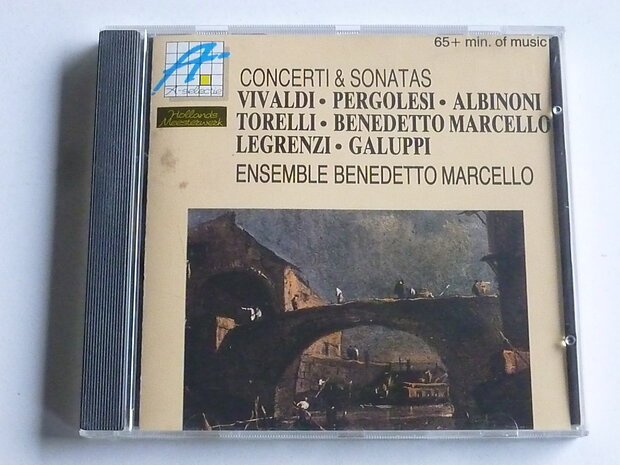 65+ min. of music
A-selectie
Hollands
Meesterwerk
CONCERTI & SONATAS
VIVALDI • PERGOLESI • ALBINONI
TORELLI • BENEDETTO MARCELLO
LEGRENZI • GALUPPI
ENSEMBLE BENEDETTO MARCELLO